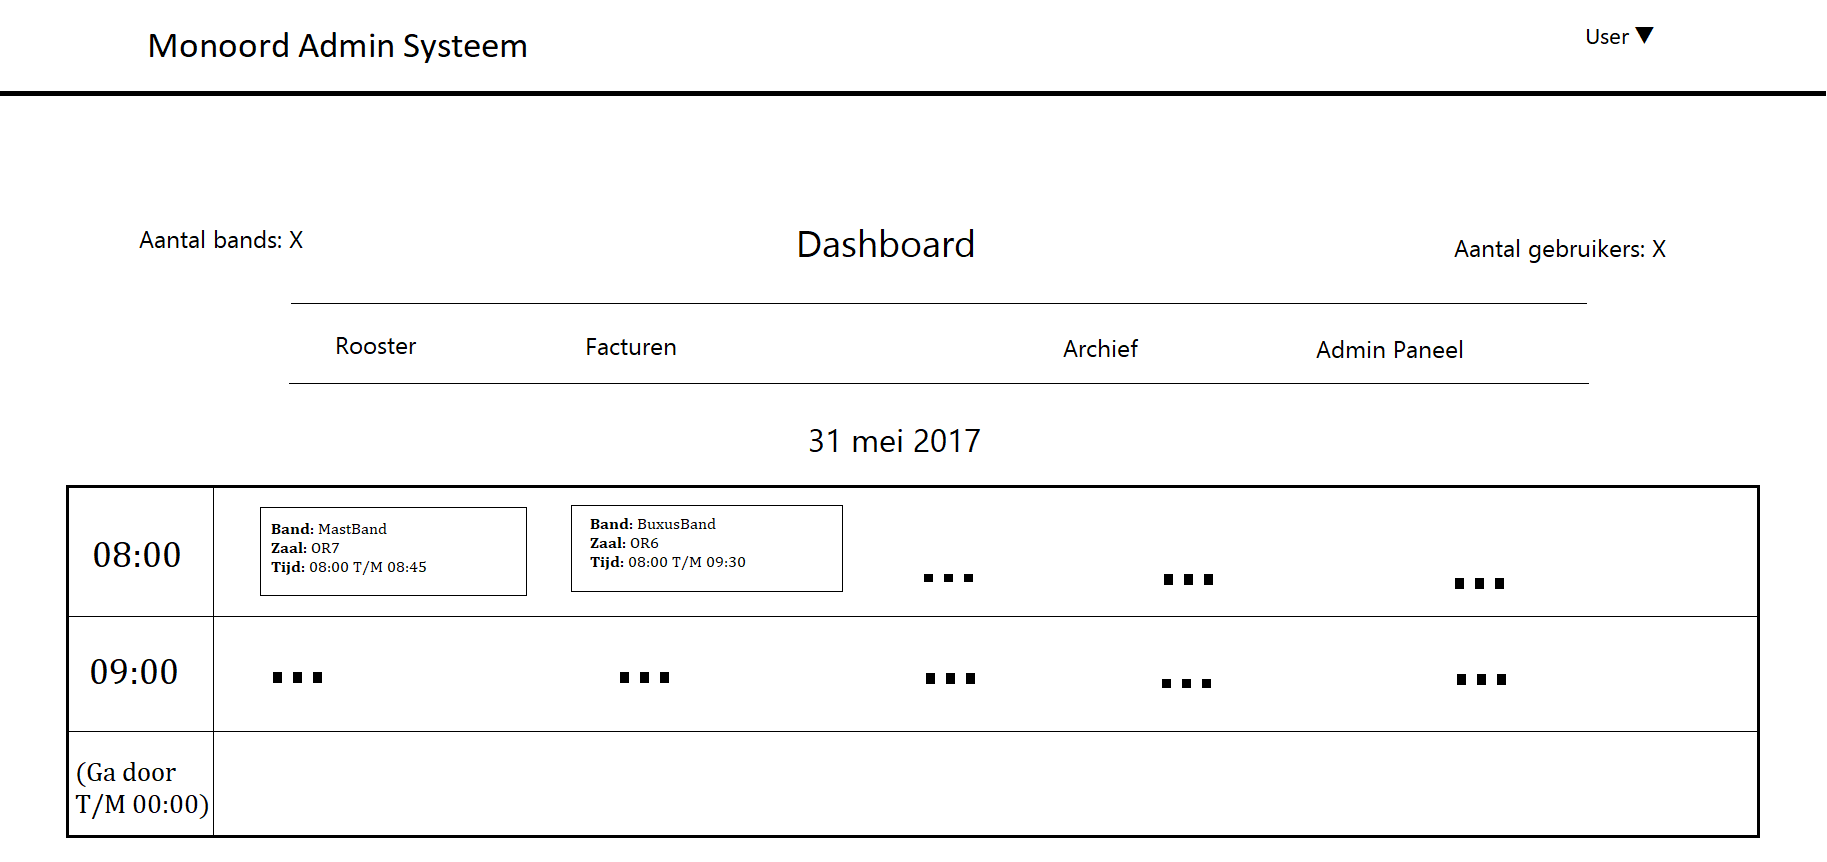 Monoord Admin Systeem
User ▼
Aantal bands: X
Dashboard
Aantal gebruikers: X
Rooster
Facturen
Archief
Admin Paneel
31 mei 2017
08:00
Band: MastBand
Zaal: OR7
Tijd: 08:00 T/M 08:45
Band: BuxusBand
Zaal: OR6
Tijd: 08:00 T/M 09:30
...
...
...
09:00
...
...
...
...
...
(Ga door
T/M 00:00)